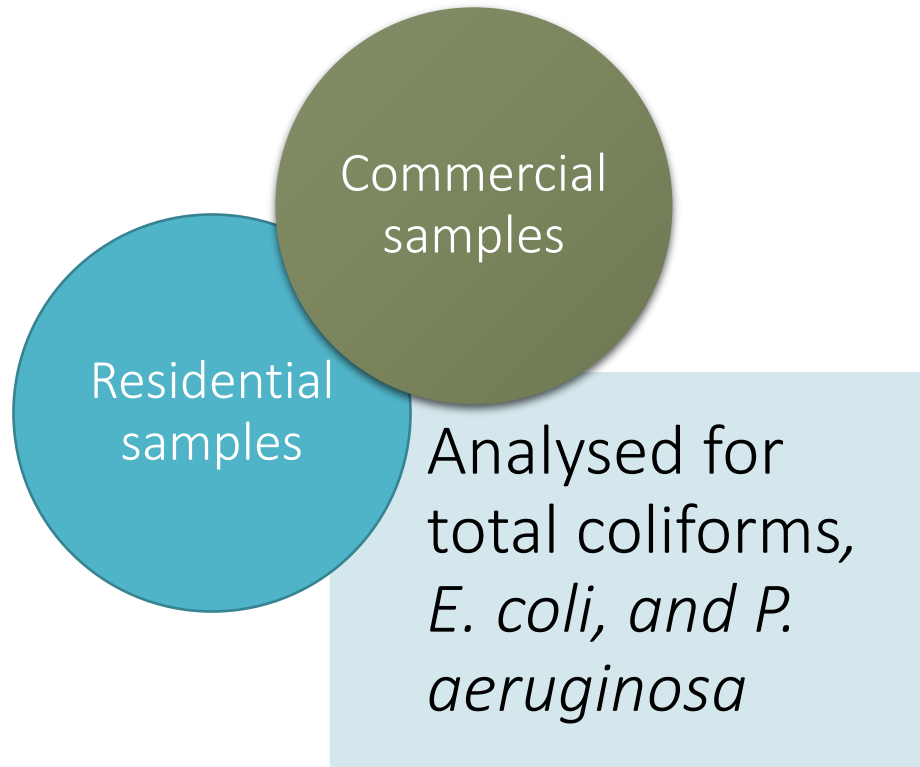 Commercial
samples
Residential
samples
Analysed for
total coliforms,
E. coli, and P.
aeruginosa